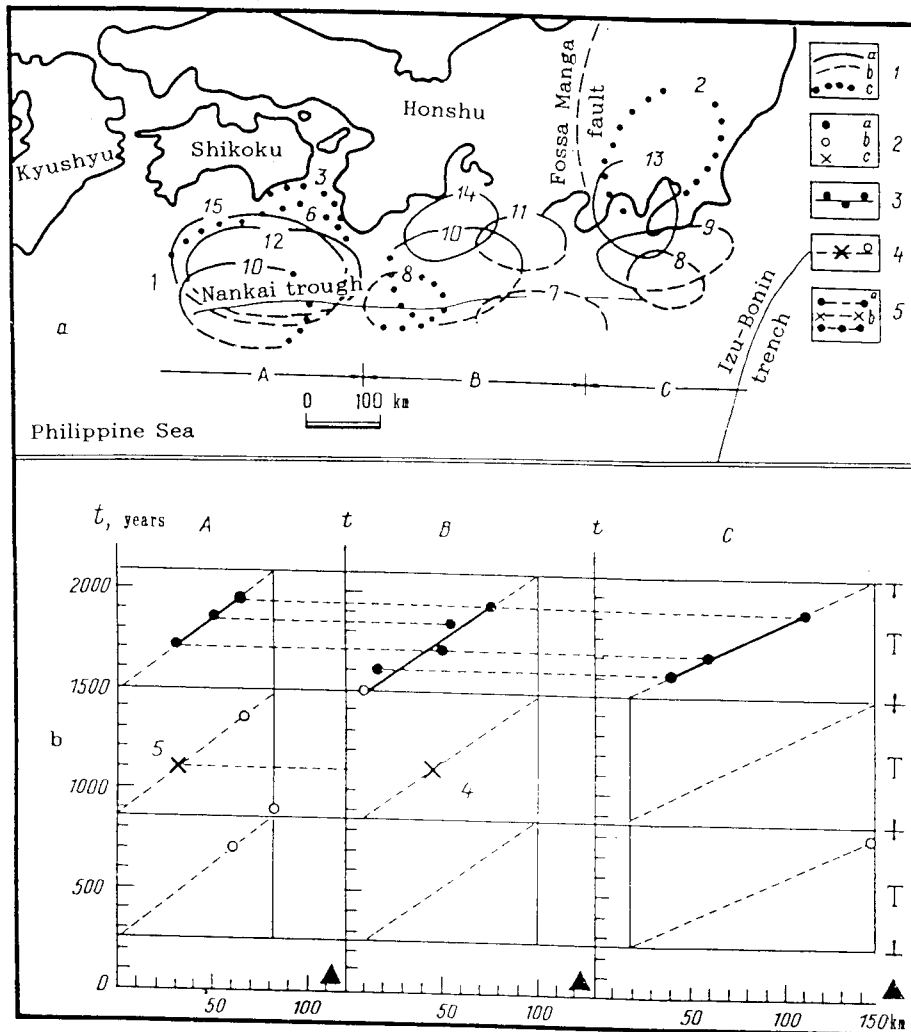 Kyushyu
Shikoku
Honshu
Fossa Manga
fault
2
13
3
6
15
12
10
1
Nankai trough
14
10
11
8
7
9
8
Izu-Bonin
trench
a
A
B
C
0 100 km
Philippine Sea
a
b
c
1
a
b
c
2
3
4
a
b
5
b
t, years A
t B
t C
2000
1500
1000
500
0
5
4
T
T
T
50 100
50 100
50 100 150 km